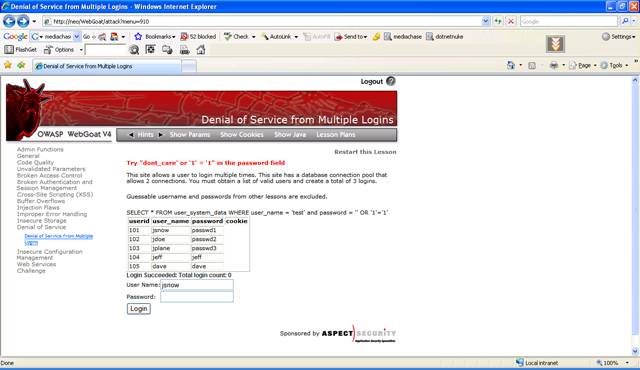 Denial of Service from Multiple Logins - Windows Internet Explorer
http://neo/WebGoat/attack?menu=910
Google
Google mediachase Go Bookmarks 52 blocked Check AutoLink AutoFill Send to mediachase dotnetnuke Settings
FlashGet Options
Denial of Service from Multiple Logins Page Tools
Logout ?
Denial of Service from Multiple Logins
OWASP WebGoat V4 Hints Show Params Show Cookies Show Java Lesson Plans
Restart this Lesson
Admin Functions
General
Code Quality
Unvalidated Parameters
Broken Access Control
Broken Authentication and
Session Management
Cross-Site Scripting (XSS)
Buffer Overflows
Injection Flaws
Improper Error Handling
Insecure Storage
Denial of Service
Denial of Service from Multiple
Logins
Insecure Configuration
Management
Web Services
Challenge
Try "dont_care' or '1' = '1" in the password field
This site allows a user to login multiple times. This site has a database connection pool that
allows 2 connections. You must obtain a list of valid users and create a total of 3 logins.
Guessable username and passwords from other lessons are excluded.
SELECT * FROM user_system_data WHERE user_name = 'test' and password = '' OR '1'='1'
userid user_name password cookie
101 jsnow passwd1
102 jdoe passwd2
103 jplane passwd3
104 jeff jeff
105 dave dave
Login Succeeded: Total login count: 0
User Name: jsnow
Password:
Login
Sponsored by ASPECT SECURITY
Application Security Specialists
Done Local intranet 100%